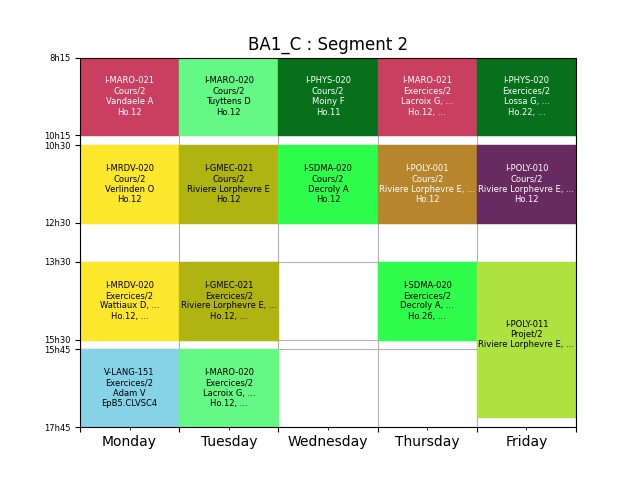 BA1_C : Segment 2
8h15
I-MARO-021
Cours/2
Vandaele A
Ho.12
I-MARO-020
Cours/2
Tuyttens D
Ho.12
I-PHYS-020
Cours/2
Moiny F
Ho.11
I-MARO-021
Exercices/2
Lacroix G, ...
Ho.12, ...
I-PHYS-020
Exercices/2
Lossa G, ...
Ho.22, ...
10h15
10h30
I-MRDV-020
Cours/2
Verlinden O
Ho.12
I-GMEC-021
Cours/2
Riviere Lorphevre E
Ho.12
I-SDMA-020
Cours/2
Decroly A
Ho.12
I-POLY-001
Cours/2
Riviere Lorphevre E, ...
Ho.12
I-POLY-010
Cours/2
Riviere Lorphevre E, ...
Ho.12
12h30
13h30
I-MRDV-020
Exercices/2
Wattiaux D, ...
Ho.12, ...
I-GMEC-021
Exercices/2
Riviere Lorphevre E, ...
Ho.12, ...
I-SDMA-020
Exercices/2
Decroly A, ...
Ho.26, ...
I-POLY-011
Projet/2
Riviere Lorphevre E, ...
15h30
15h45
V-LANG-151
Exercices/2
Adam V
EpB5.CLVSC4
I-MARO-020
Exercices/2
Lacroix G, ...
Ho.12, ...
17h45
Monday
Tuesday
Wednesday
Thursday
Friday